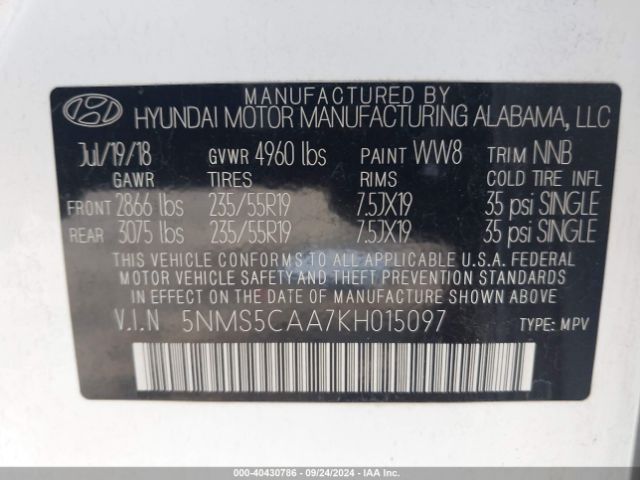 MANUFACTURED BY
HYUNDAI MOTOR MANUFACTURING ALABAMA, LLC
Jul/19/18 GVWR 4960 lbs PAINT WW8 TRIM NNB
GAWR TIRES RIMS COLD TIRE INFL
FRONT 2866 lbs 235/55R19 7.5JX19 35 psi SINGLE
REAR 3075 lbs 235/55R19 7.5JX19 35 psi SINGLE
THIS VEHICLE CONFORMS TO ALL APPLICABLE U.S.A. FEDERAL
MOTOR VEHICLE SAFETY AND THEFT PREVENTION STANDARDS
IN EFFECT ON THE DATE OF MANUFACTURE SHOWN ABOVE
V.I.N 5NMS5CAA7KH015097 TYPE: MPV
000-40430786 - 09/24/2024 - IAA Inc.